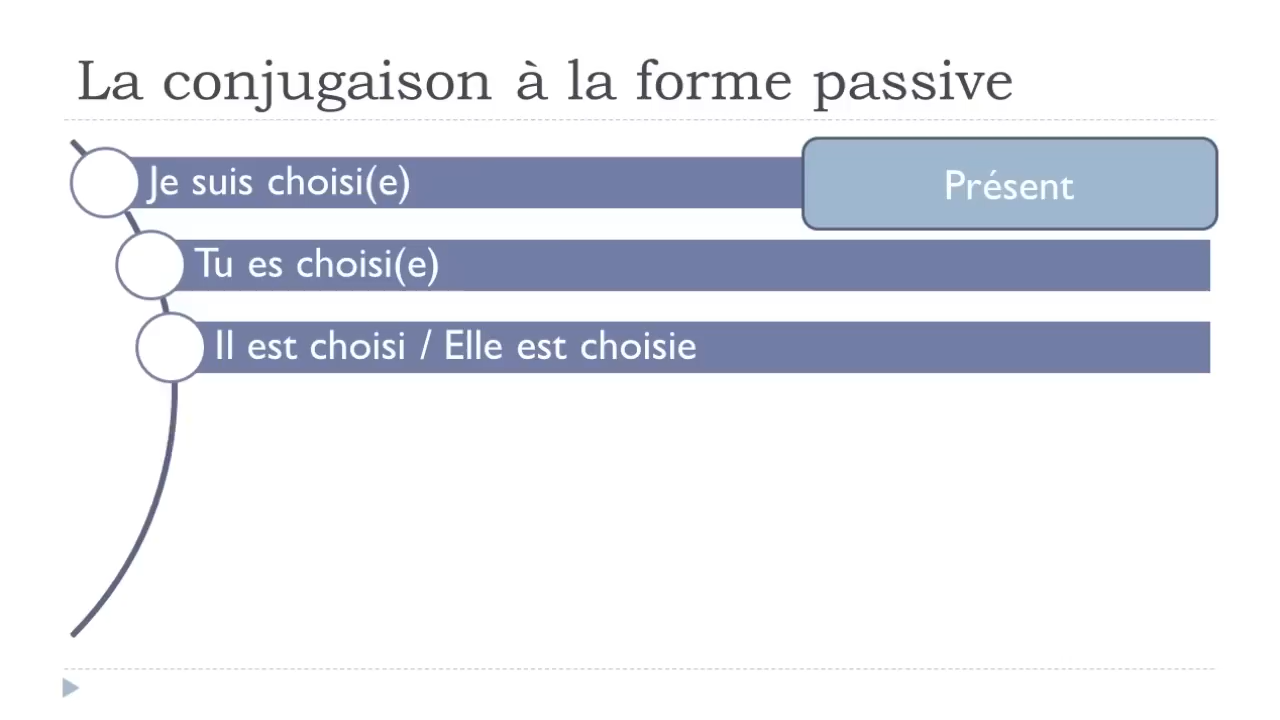 La conjugaison à la forme passive
Je suis choisi(e)
Présent
Tu es choisi(e)
Il est choisi / Elle est choisie